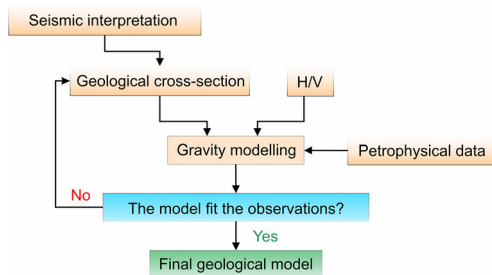 Seismic interpretation
Geological cross-section
H/V
Gravity modelling
Petrophysical data
No
The model fit the observations?
Yes
Final geological model